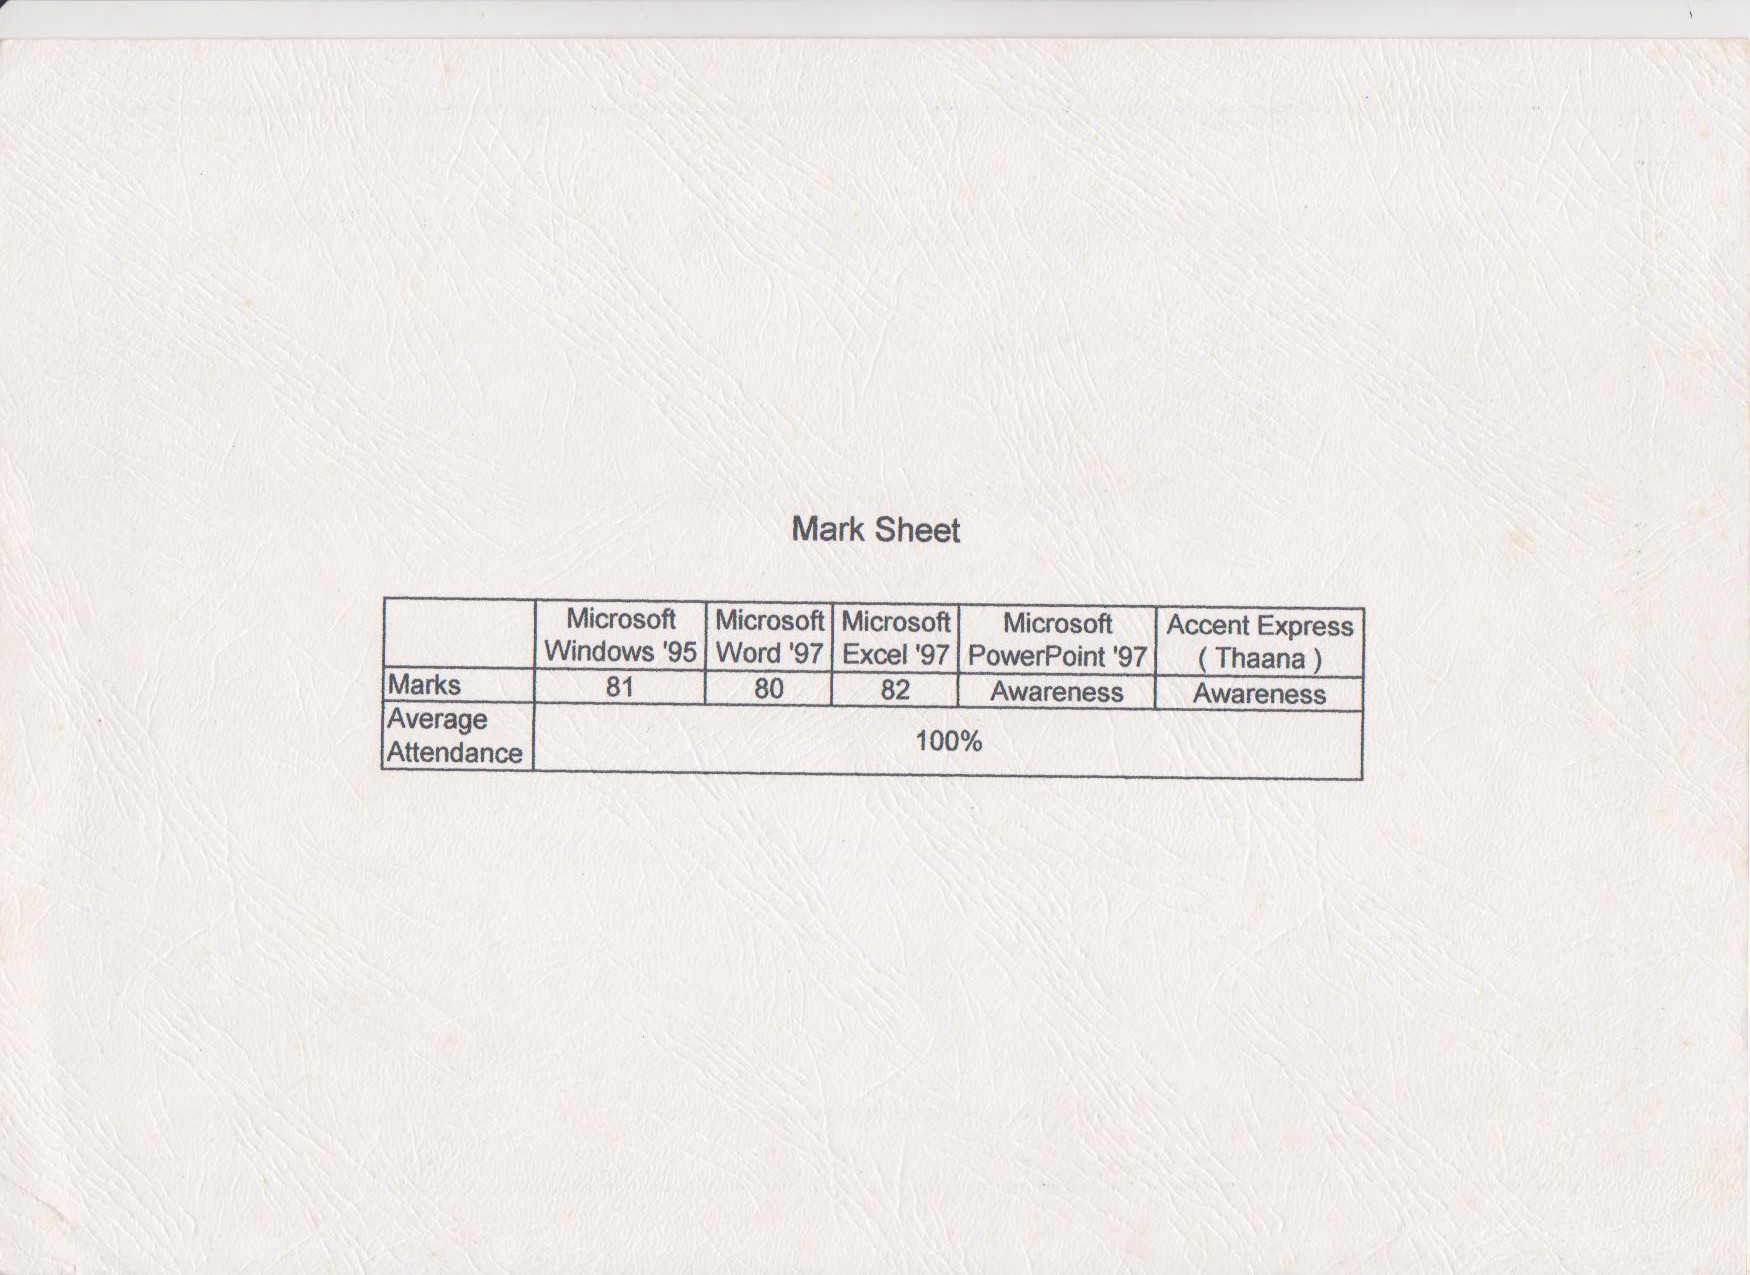 Mark Sheet
Microsoft Windows '95 Microsoft Word '97 Microsoft Excel '97 Microsoft PowerPoint '97 Accent Express ( Thaana )
Marks 81 80 82 Awareness Awareness
Average Attendance 100%